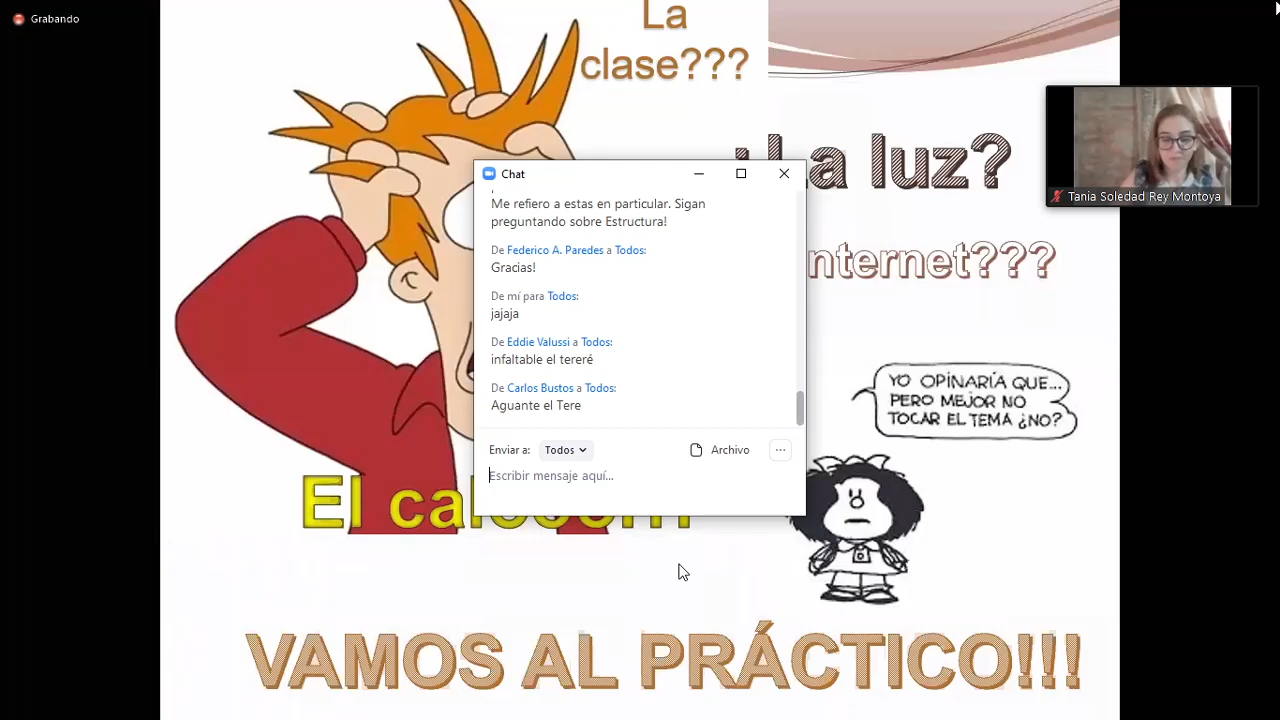 Grabando
La
clase???
¿La luz?
nternet???
Tania Soledad Rey Montoya
Chat
Me refiero a estas en particular. Sigan
preguntando sobre Estructura!
De Federico A. Paredes a Todos:
Gracias!
De mí para Todos:
jajaja
De Eddie Valussi a Todos:
infaltable el tereré
De Carlos Bustos a Todos:
Aguante el Tere
Enviar a: Todos
Archivo
Escribir mensaje aquí...
YO OPINARÍA QUE...
PERO MEJOR NO
TOCAR EL TEMA ¿NO?
El cal
VAMOS AL PRÁCTICO!!!